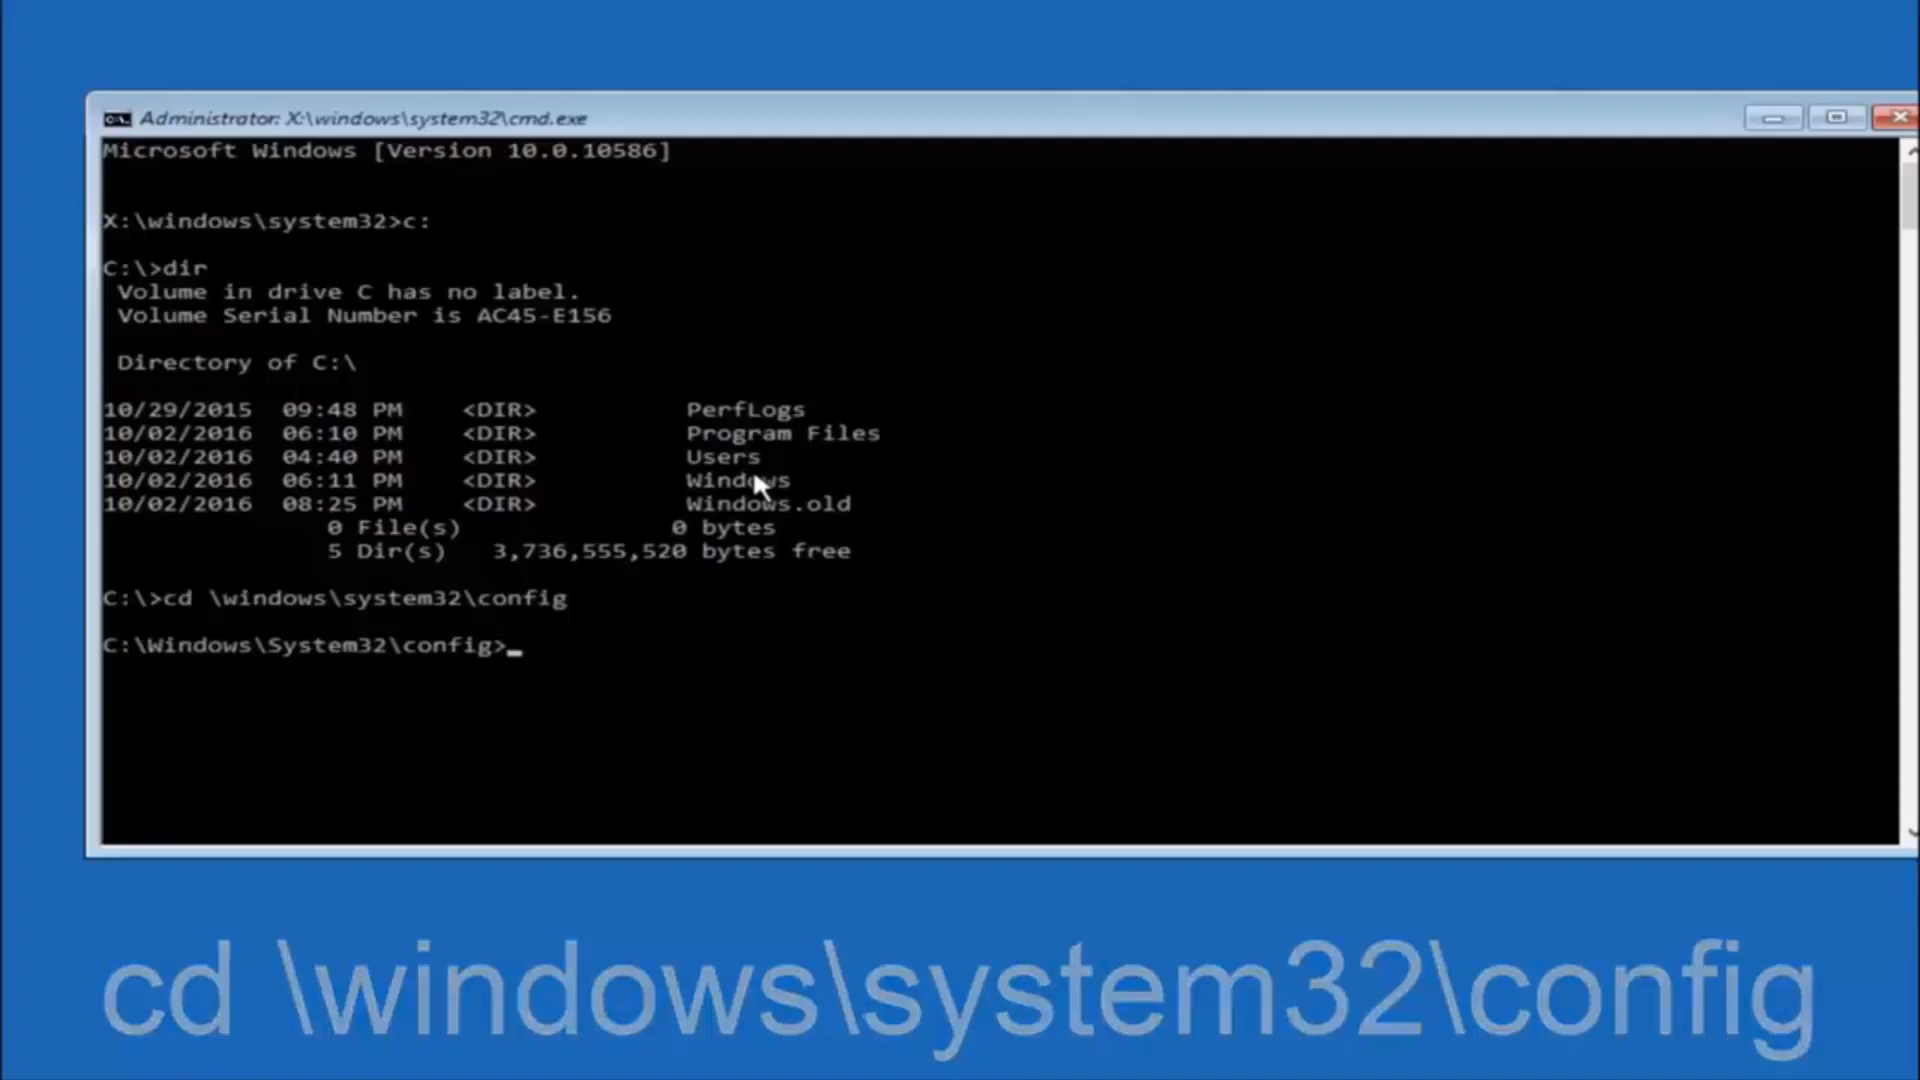 Administrator: X:\windows\system32\cmd.exe
Microsoft Windows [Version 10.0.10586]
X:\windows\system32>c:
C:\>dir
Volume in drive C has no label.
Volume Serial Number is AC45-E156
Directory of C:\
10/29/2015 09:48 PM <DIR> PerfLogs
10/02/2016 06:10 PM <DIR> Program Files
10/02/2016 04:40 PM <DIR> Users
10/02/2016 06:11 PM <DIR> Windows
10/02/2016 08:25 PM <DIR> Windows.old
0 File(s) 0 bytes
5 Dir(s) 3,736,555,520 bytes free
C:\>cd \windows\system32\config
C:\Windows\System32\config>_
cd \windows\system32\config